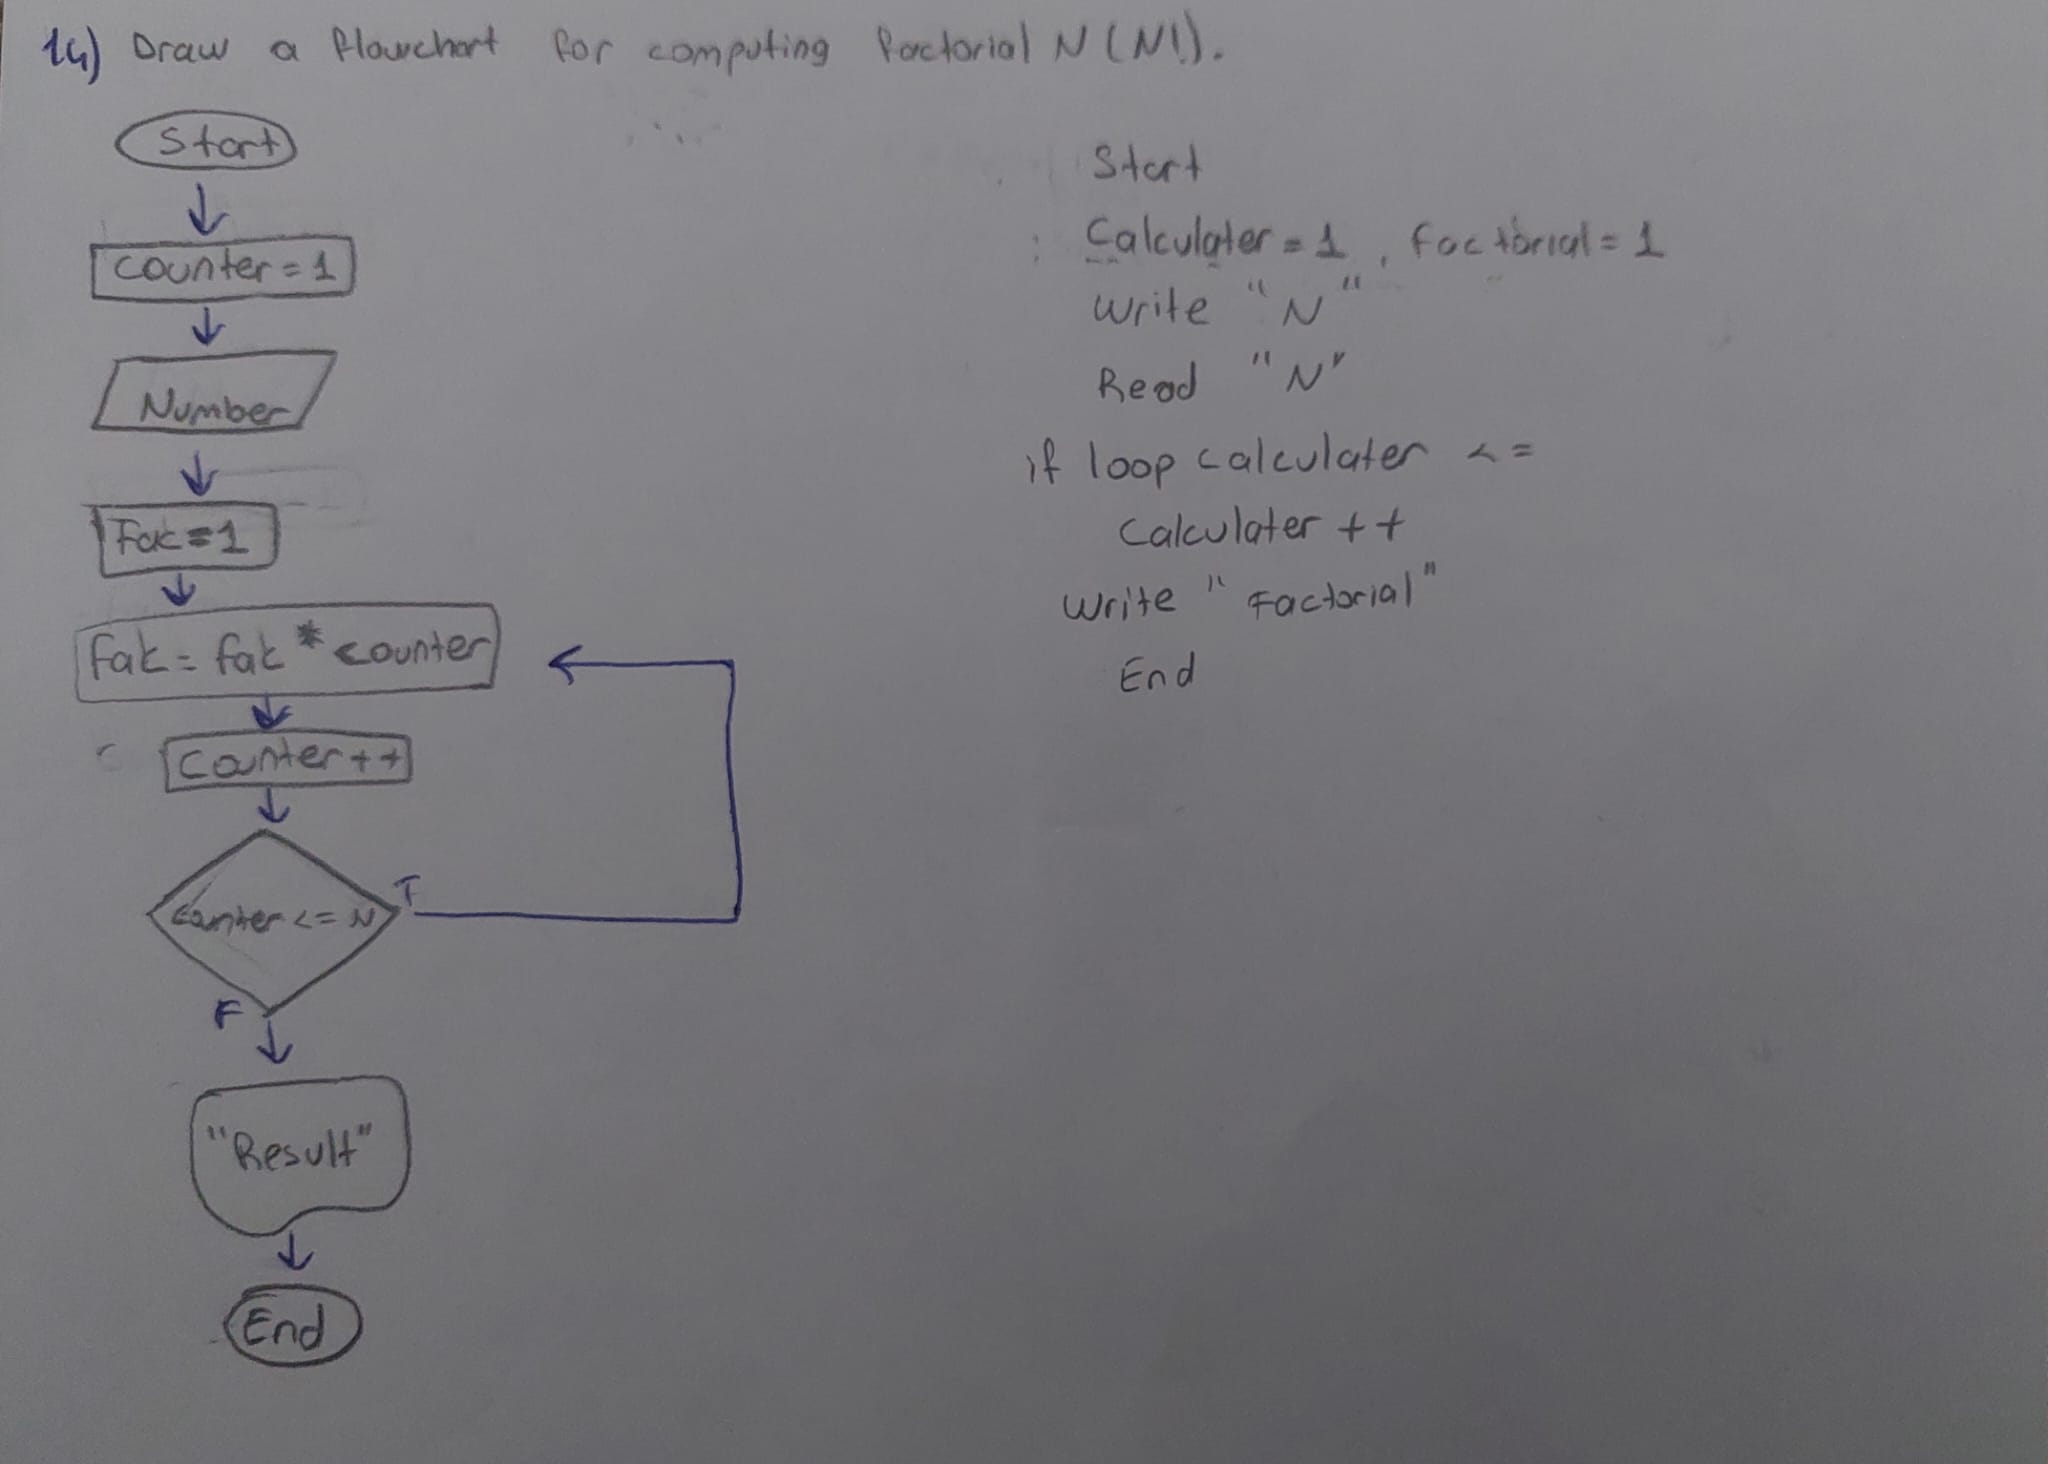 14) Draw a flowchart for computing factorial N (N!).
Start
counter = 1
Number
Fak = 1
fak = fak * counter
counter ++
counter <= N
T
F
"Result"
End
Start
Calculater = 1 , factorial = 1
write "N"
Read "N"
if loop calculater <=
calculater ++
write "Factorial"
End